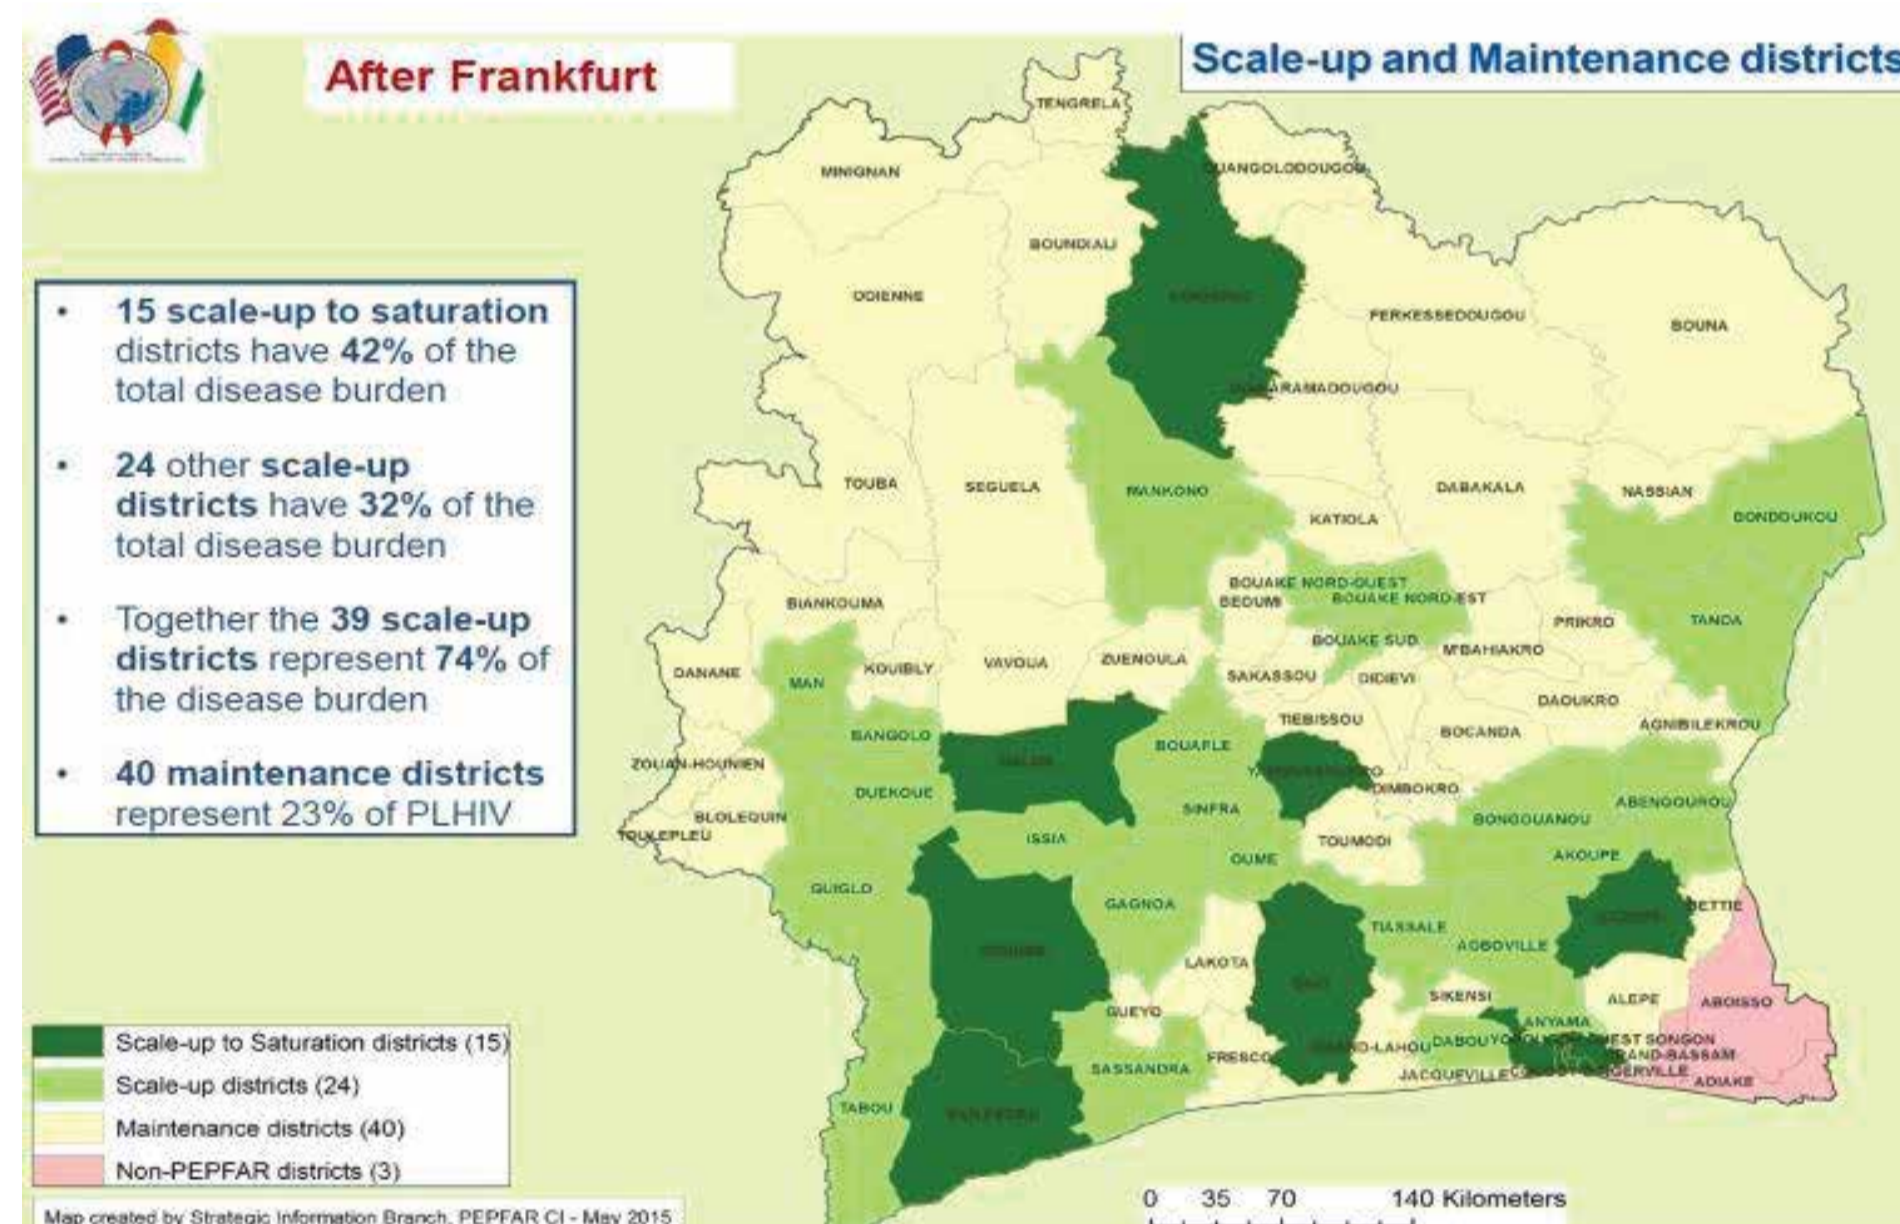 After Frankfurt
Scale-up and Maintenance districts
• 15 scale-up to saturation
districts have 42% of the
total disease burden
• 24 other scale-up
districts have 32% of the
total disease burden
• Together the 39 scale-up
districts represent 74% of
the disease burden
• 40 maintenance districts
represent 23% of PLHIV
TENGRELA
MINIGNAN
BOUNDIALI
ODIENNE
FERKESSEDOUGOU
BOUNA
TOUBA
SEGUELA
MANKONO
DABAKALA
NASSIAN
KATIOLA
BONDOUKOU
BOUAKE NORD-OUEST
BIANKOUMA
BEOUMI
BOUAKE NORD-EST
PRIKRO
TANDA
BOUAKE SUD
M'BAHIAKRO
DANANE
MAN
KOUIBLY
VAVOUA
ZUENOULA
SAKASSOU
DIDIEVI
DAOUKRO
TIEBISSOU
BOCANDA
AGNIBILEKROU
BANGOLO
BOUAFLE
ZOUAN-HOUNIEN
DUEKOUE
DIMBOKRO
SINFRA
ABENGOUROU
BLOLEQUIN
BONGOUANOU
TOULEPLEU
ISSIA
TOUMODI
OUME
AKOUPE
GUIGLO
GAGNOA
BETTIE
TIASSALE
AGBOVILLE
LAKOTA
SIKENSI
ALEPE
ABOISSO
GUEYO
ANYAMA
DABOU
SASSANDRA
FRESCO
JACQUEVILLE
ADIAKE
TABOU
Scale-up to Saturation districts (15)
Scale-up districts (24)
Maintenance districts (40)
Non-PEPFAR districts (3)
Map created by Strategic Information Branch, PEPFAR CI - May 2015
0 35 70 140 Kilometers